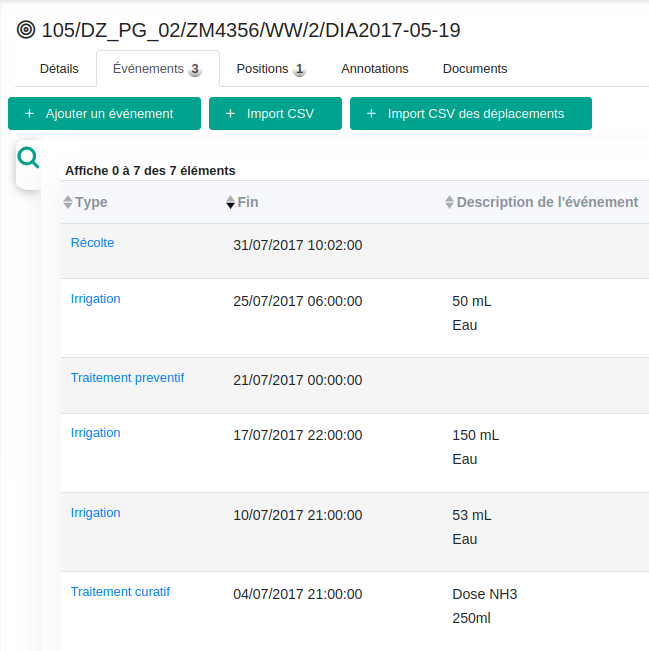 105/DZ_PG_02/ZM4356/WW/2/DIA2017-05-19
Détails Événements 3 Positions 1 Annotations Documents
+ Ajouter un événement + Import CSV + Import CSV des déplacements
Affiche 0 à 7 des 7 éléments
Type Fin Description de l'événement
Récolte 31/07/2017 10:02:00
Irrigation 25/07/2017 06:00:00 50 mL
Eau
Traitement preventif 21/07/2017 00:00:00
Irrigation 17/07/2017 22:00:00 150 mL
Eau
Irrigation 10/07/2017 21:00:00 53 mL
Eau
Traitement curatif 04/07/2017 21:00:00 Dose NH3
250ml